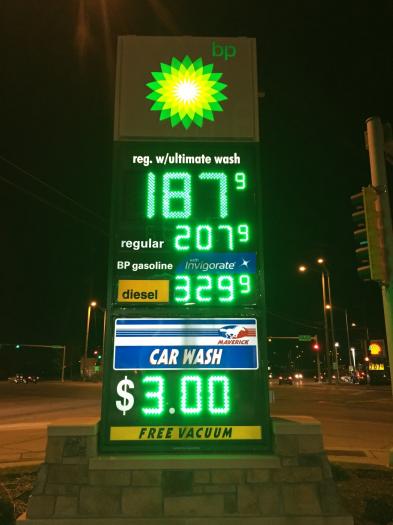 bp
reg. w/ultimate wash
187 9
regular 207 9
BP gasoline with Invigorate
diesel 329 9
MAVERICK
CAR WASH
$3.00
FREE VACUUM